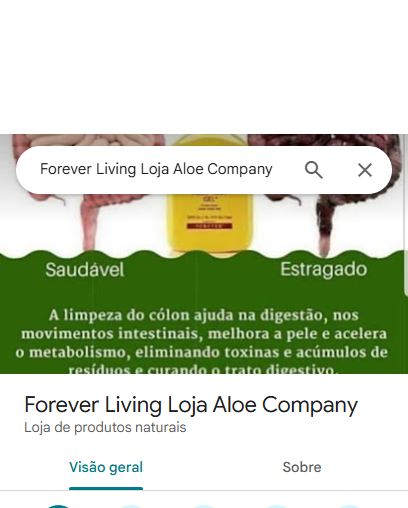 Forever Living Loja Aloe Company
GEL
Saudável
Estragado
A limpeza do cólon ajuda na digestão, nos
movimentos intestinais, melhora a pele e acelera
o metabolismo, eliminando toxinas e acúmulos de
resíduos e curando o trato digestivo.
Forever Living Loja Aloe Company
Loja de produtos naturais
Visão geral
Sobre